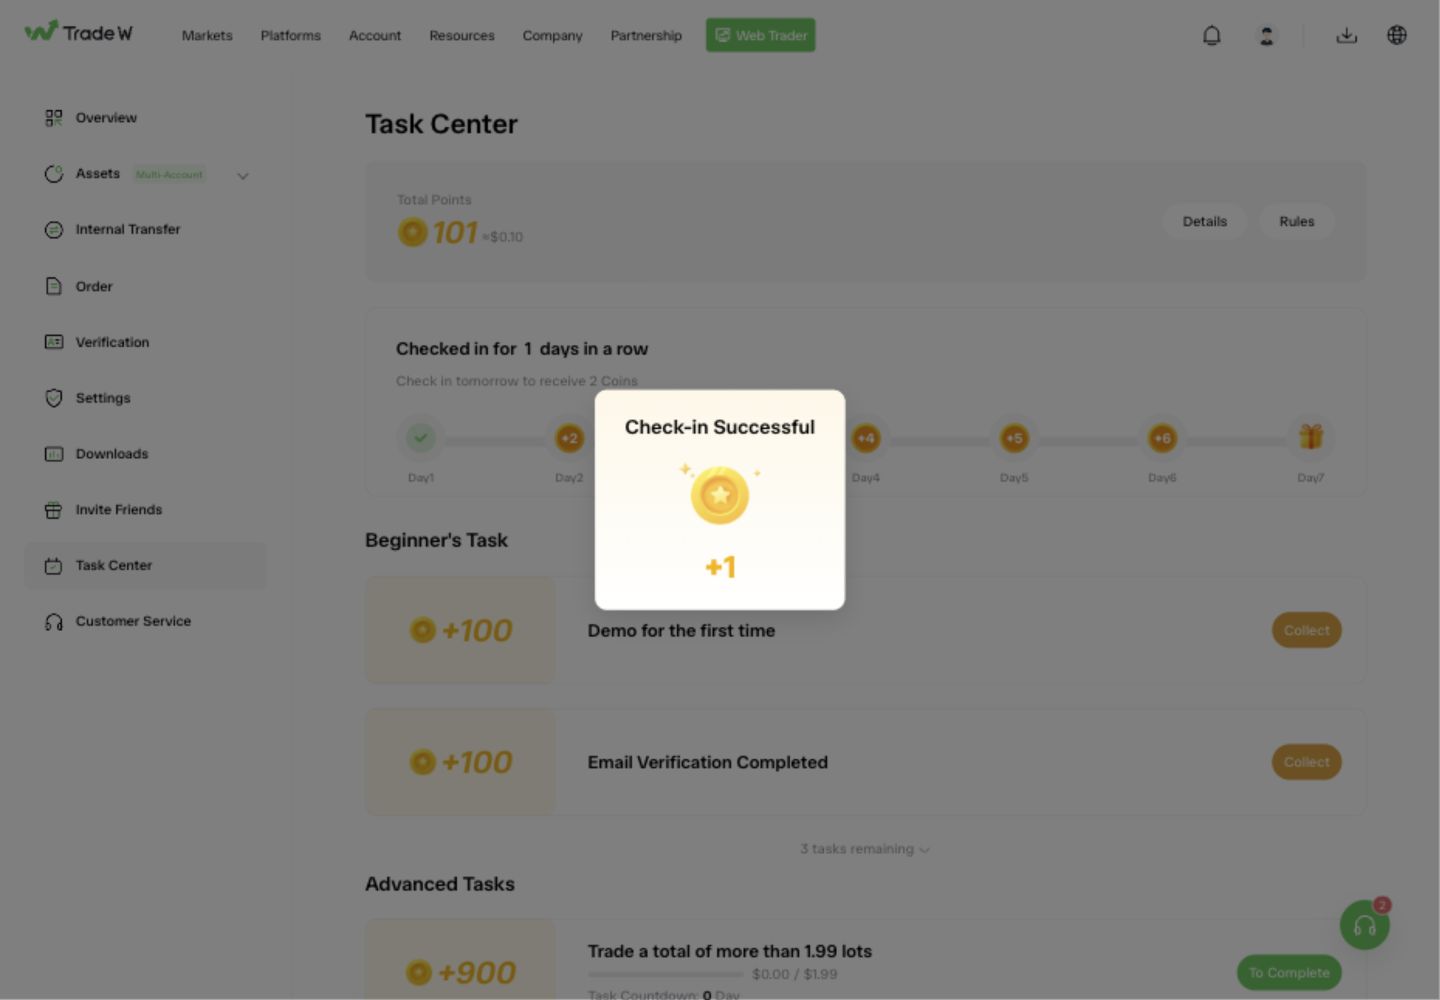 Trade W
Markets
Platforms
Account
Resources
Company
Partnership
Web Trader
Overview
Assets Multi-Account
Internal Transfer
Order
Verification
Settings
Downloads
Invite Friends
Task Center
Customer Service
Task Center
Total Points
101 ≈$0.10
Details
Rules
Checked in for 1 days in a row
Check in tomorrow to receive 2 Coins
+2
+4
+5
+6
Day1
Day2
Day4
Day5
Day6
Day7
Check-in Successful
+1
Beginner's Task
+100
Demo for the first time
Collect
+100
Email Verification Completed
Collect
3 tasks remaining
Advanced Tasks
+900
Trade a total of more than 1.99 lots
$0.00 / $1.99
Task Countdown: 0 Day
To Complete
2